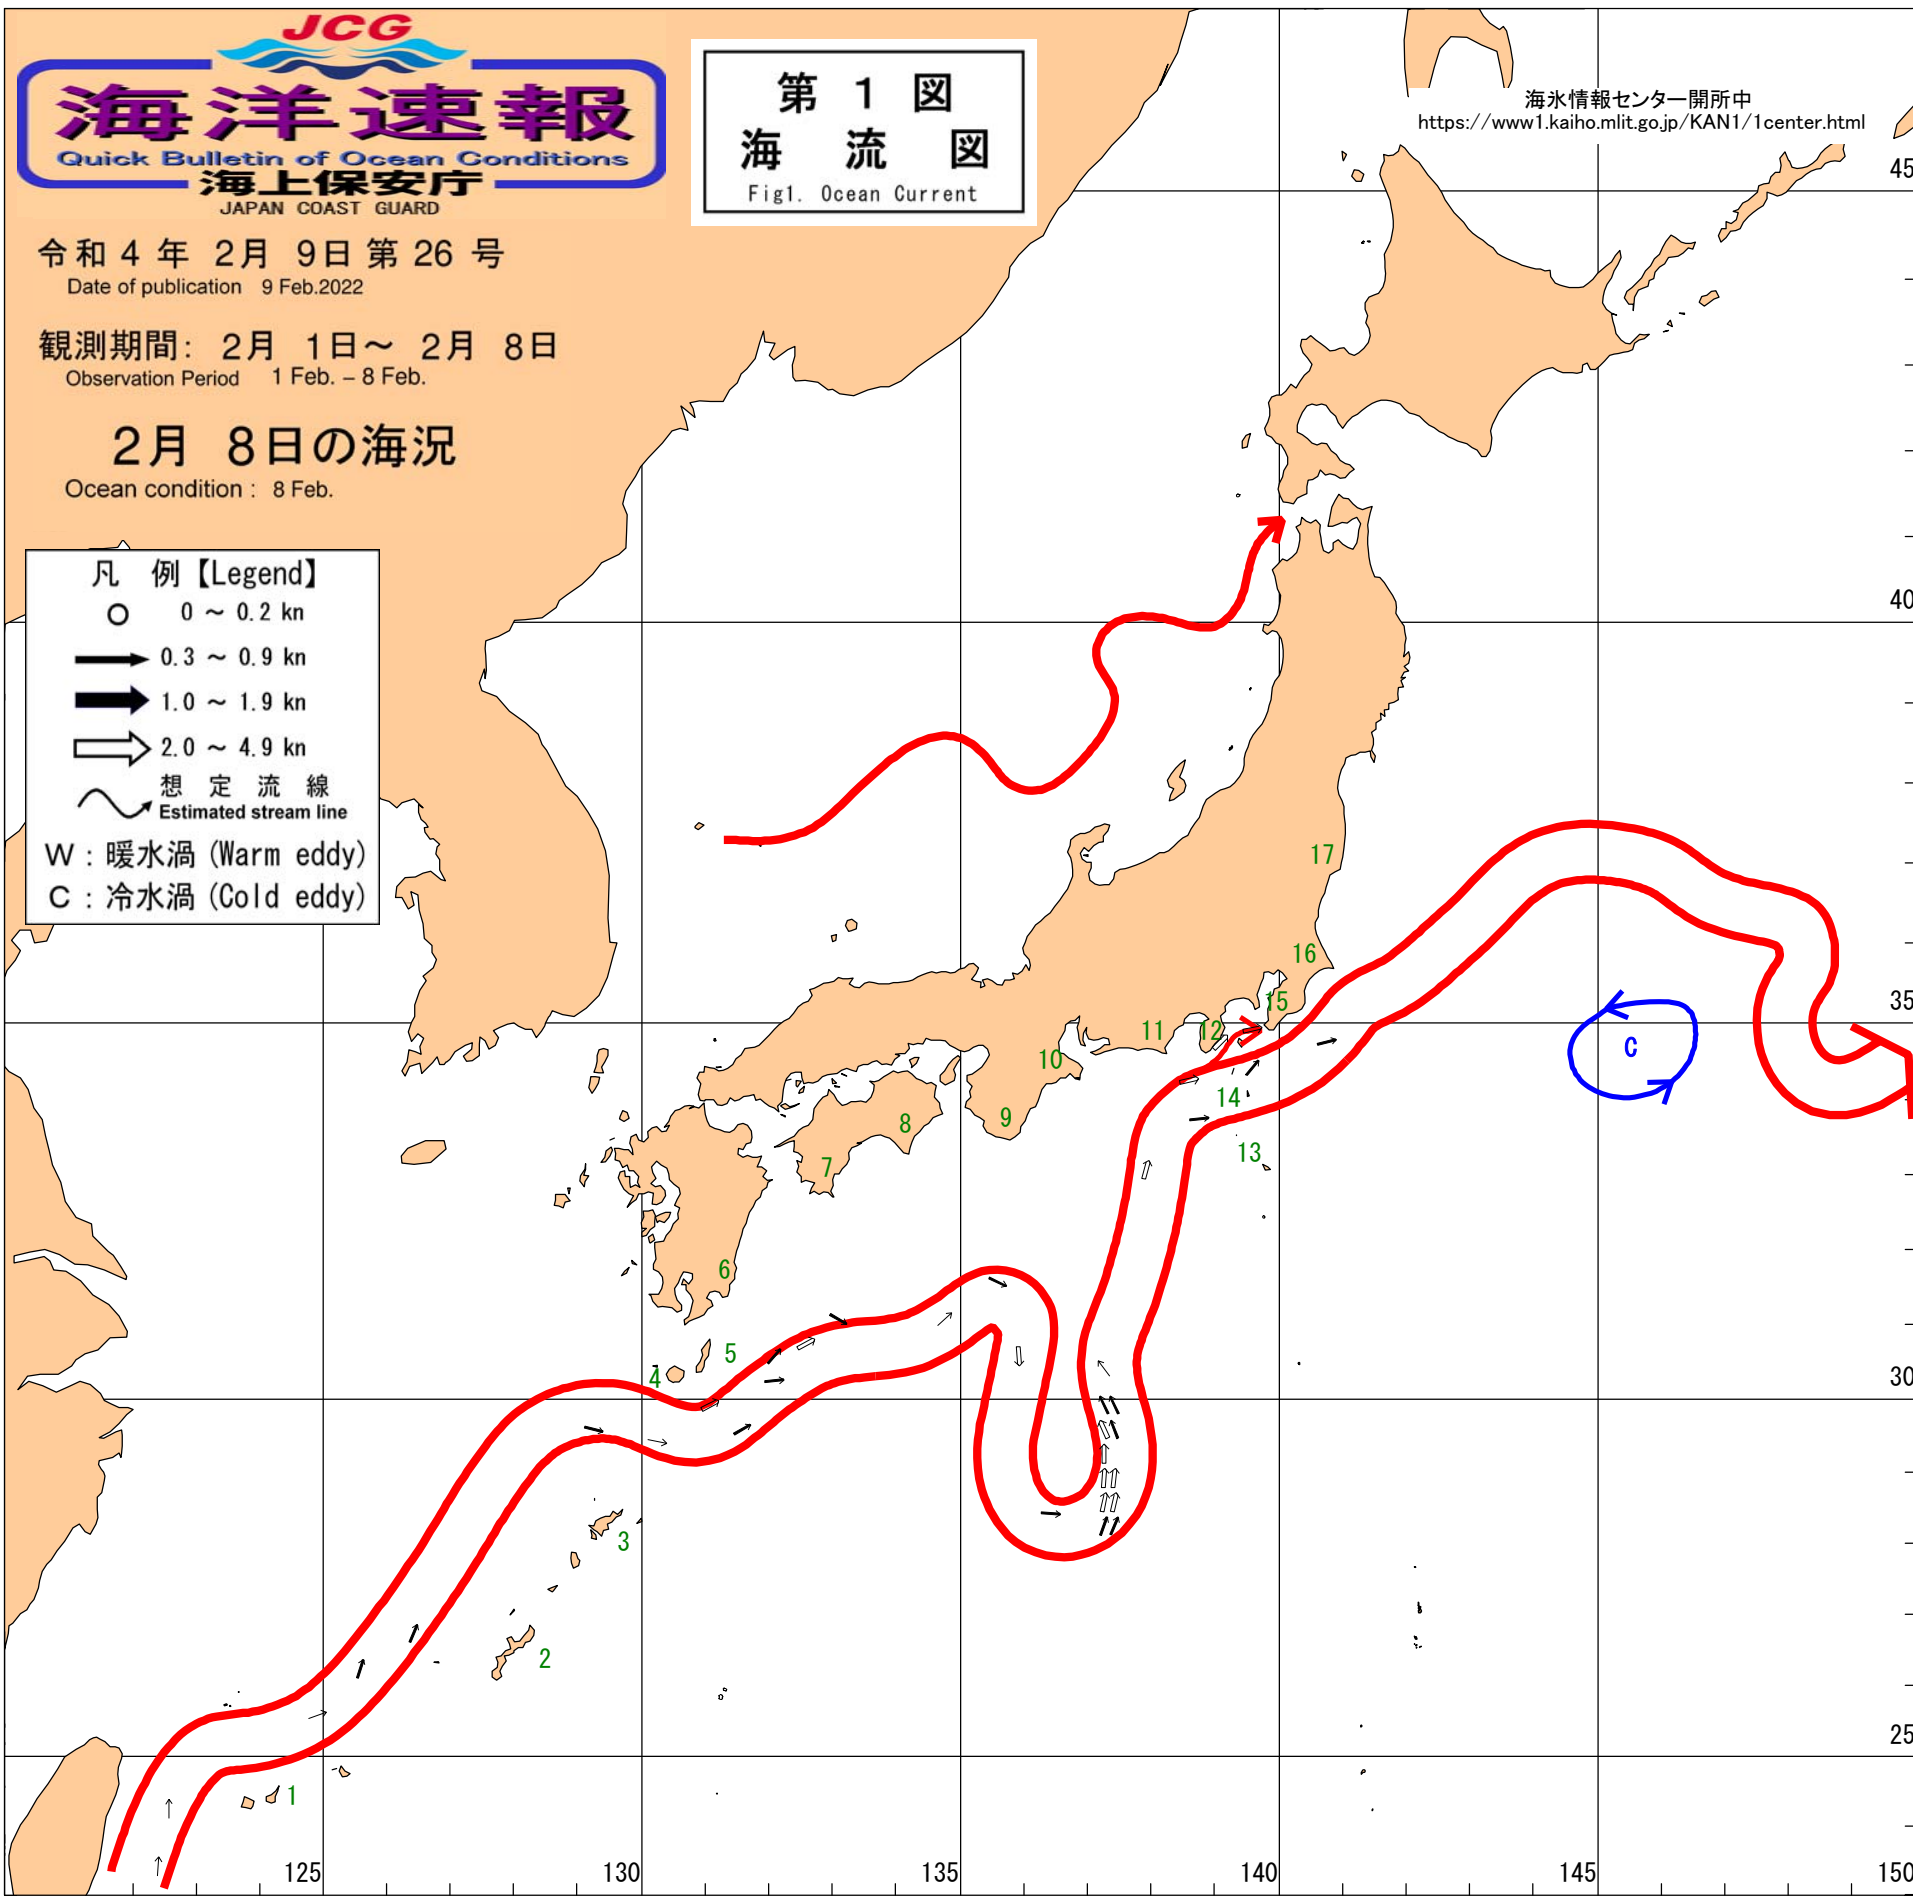 JCG
海洋速報
Quick Bulletin of Ocean Conditions
海上保安庁
JAPAN COAST GUARD
第 1 図
海 流 図
Fig1. Ocean Current
海氷情報センター開所中
https://www1.kaiho.mlit.go.jp/KAN1/1center.html
令和 4 年 2月 9日 第 26 号
Date of publication 9 Feb.2022
観測期間: 2月 1日～ 2月 8日
Observation Period 1 Feb. – 8 Feb.
2月 8日の海況
Ocean condition : 8 Feb.
凡 例【Legend】
0 ～ 0.2 kn
0.3 ～ 0.9 kn
1.0 ～ 1.9 kn
2.0 ～ 4.9 kn
想 定 流 線
Estimated stream line
W : 暖水渦 (Warm eddy)
C : 冷水渦 (Cold eddy)
45
40
17
16
35
15
12
11
C
10
14
9
8
13
7
6
5
4
30
3
2
25
1
125
130
135
140
145
150